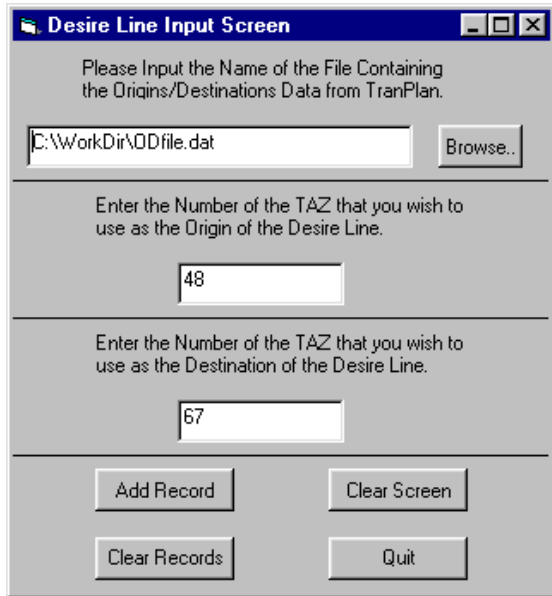 Desire Line Input Screen
Please Input the Name of the File Containing
the Origins/Destinations Data from TranPlan.
C:\WorkDir\ODfile.dat
Browse..
Enter the Number of the TAZ that you wish to
use as the Origin of the Desire Line.
48
Enter the Number of the TAZ that you wish to
use as the Destination of the Desire Line.
67
Add Record
Clear Screen
Clear Records
Quit